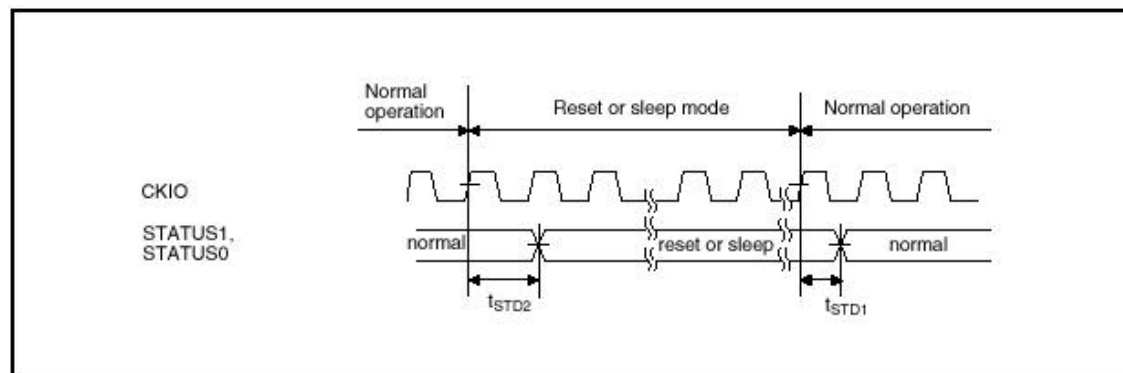 Normal
operation
Reset or sleep mode
Normal operation
CKIO
STATUS1,
STATUS0
normal
reset or sleep
normal
tSTD2
tSTD1